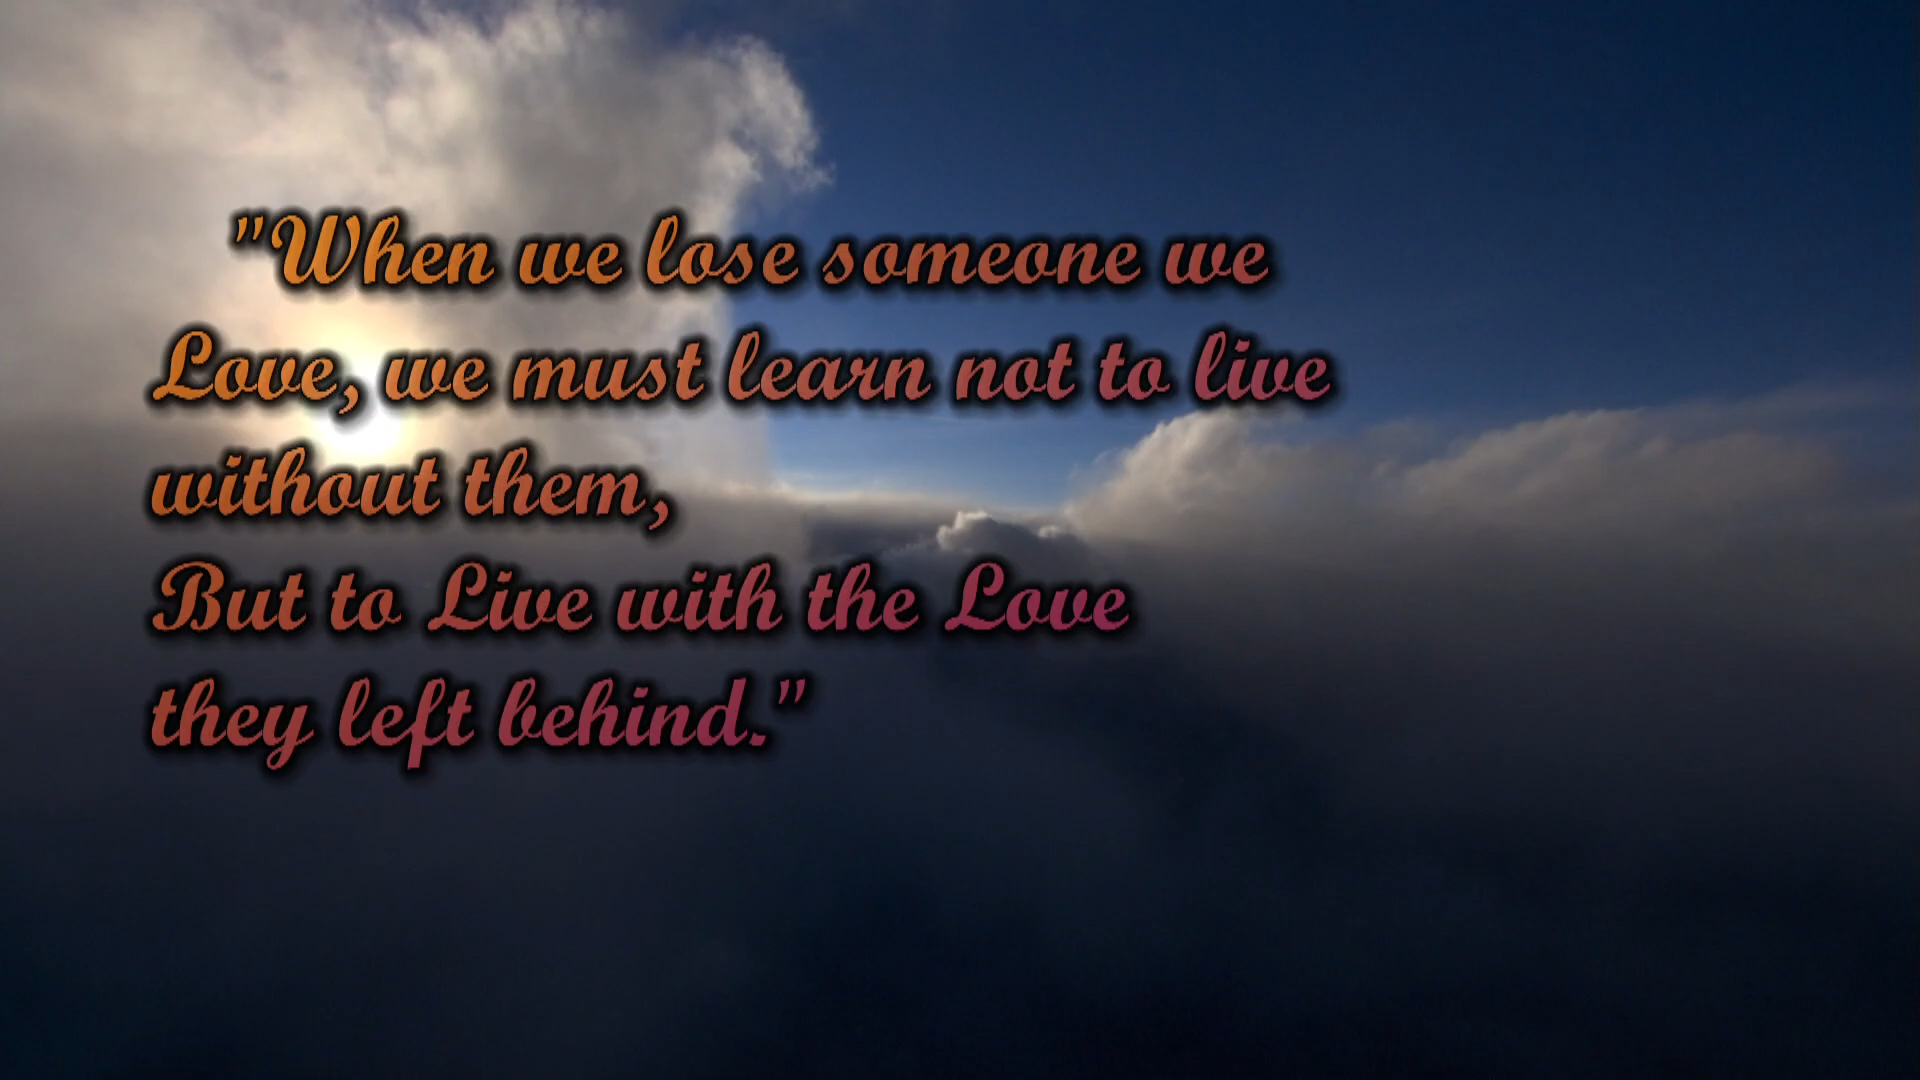 "When we lose someone we
Love, we must learn not to live
without them,
But to Live with the Love
they left behind."